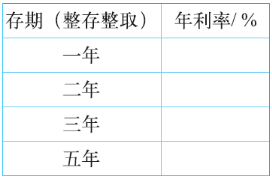 存期（整存整取） 年利率/%
一年
二年
三年
五年